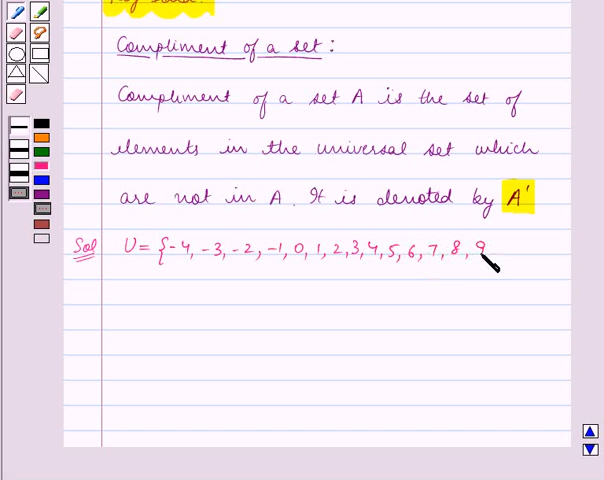 Compliment of a set :
Compliment of a set A is the set of
elements in the universal set which
are not in A. It is denoted by A'
Sol U = {-4, -3, -2, -1, 0, 1, 2, 3, 4, 5, 6, 7, 8, 9